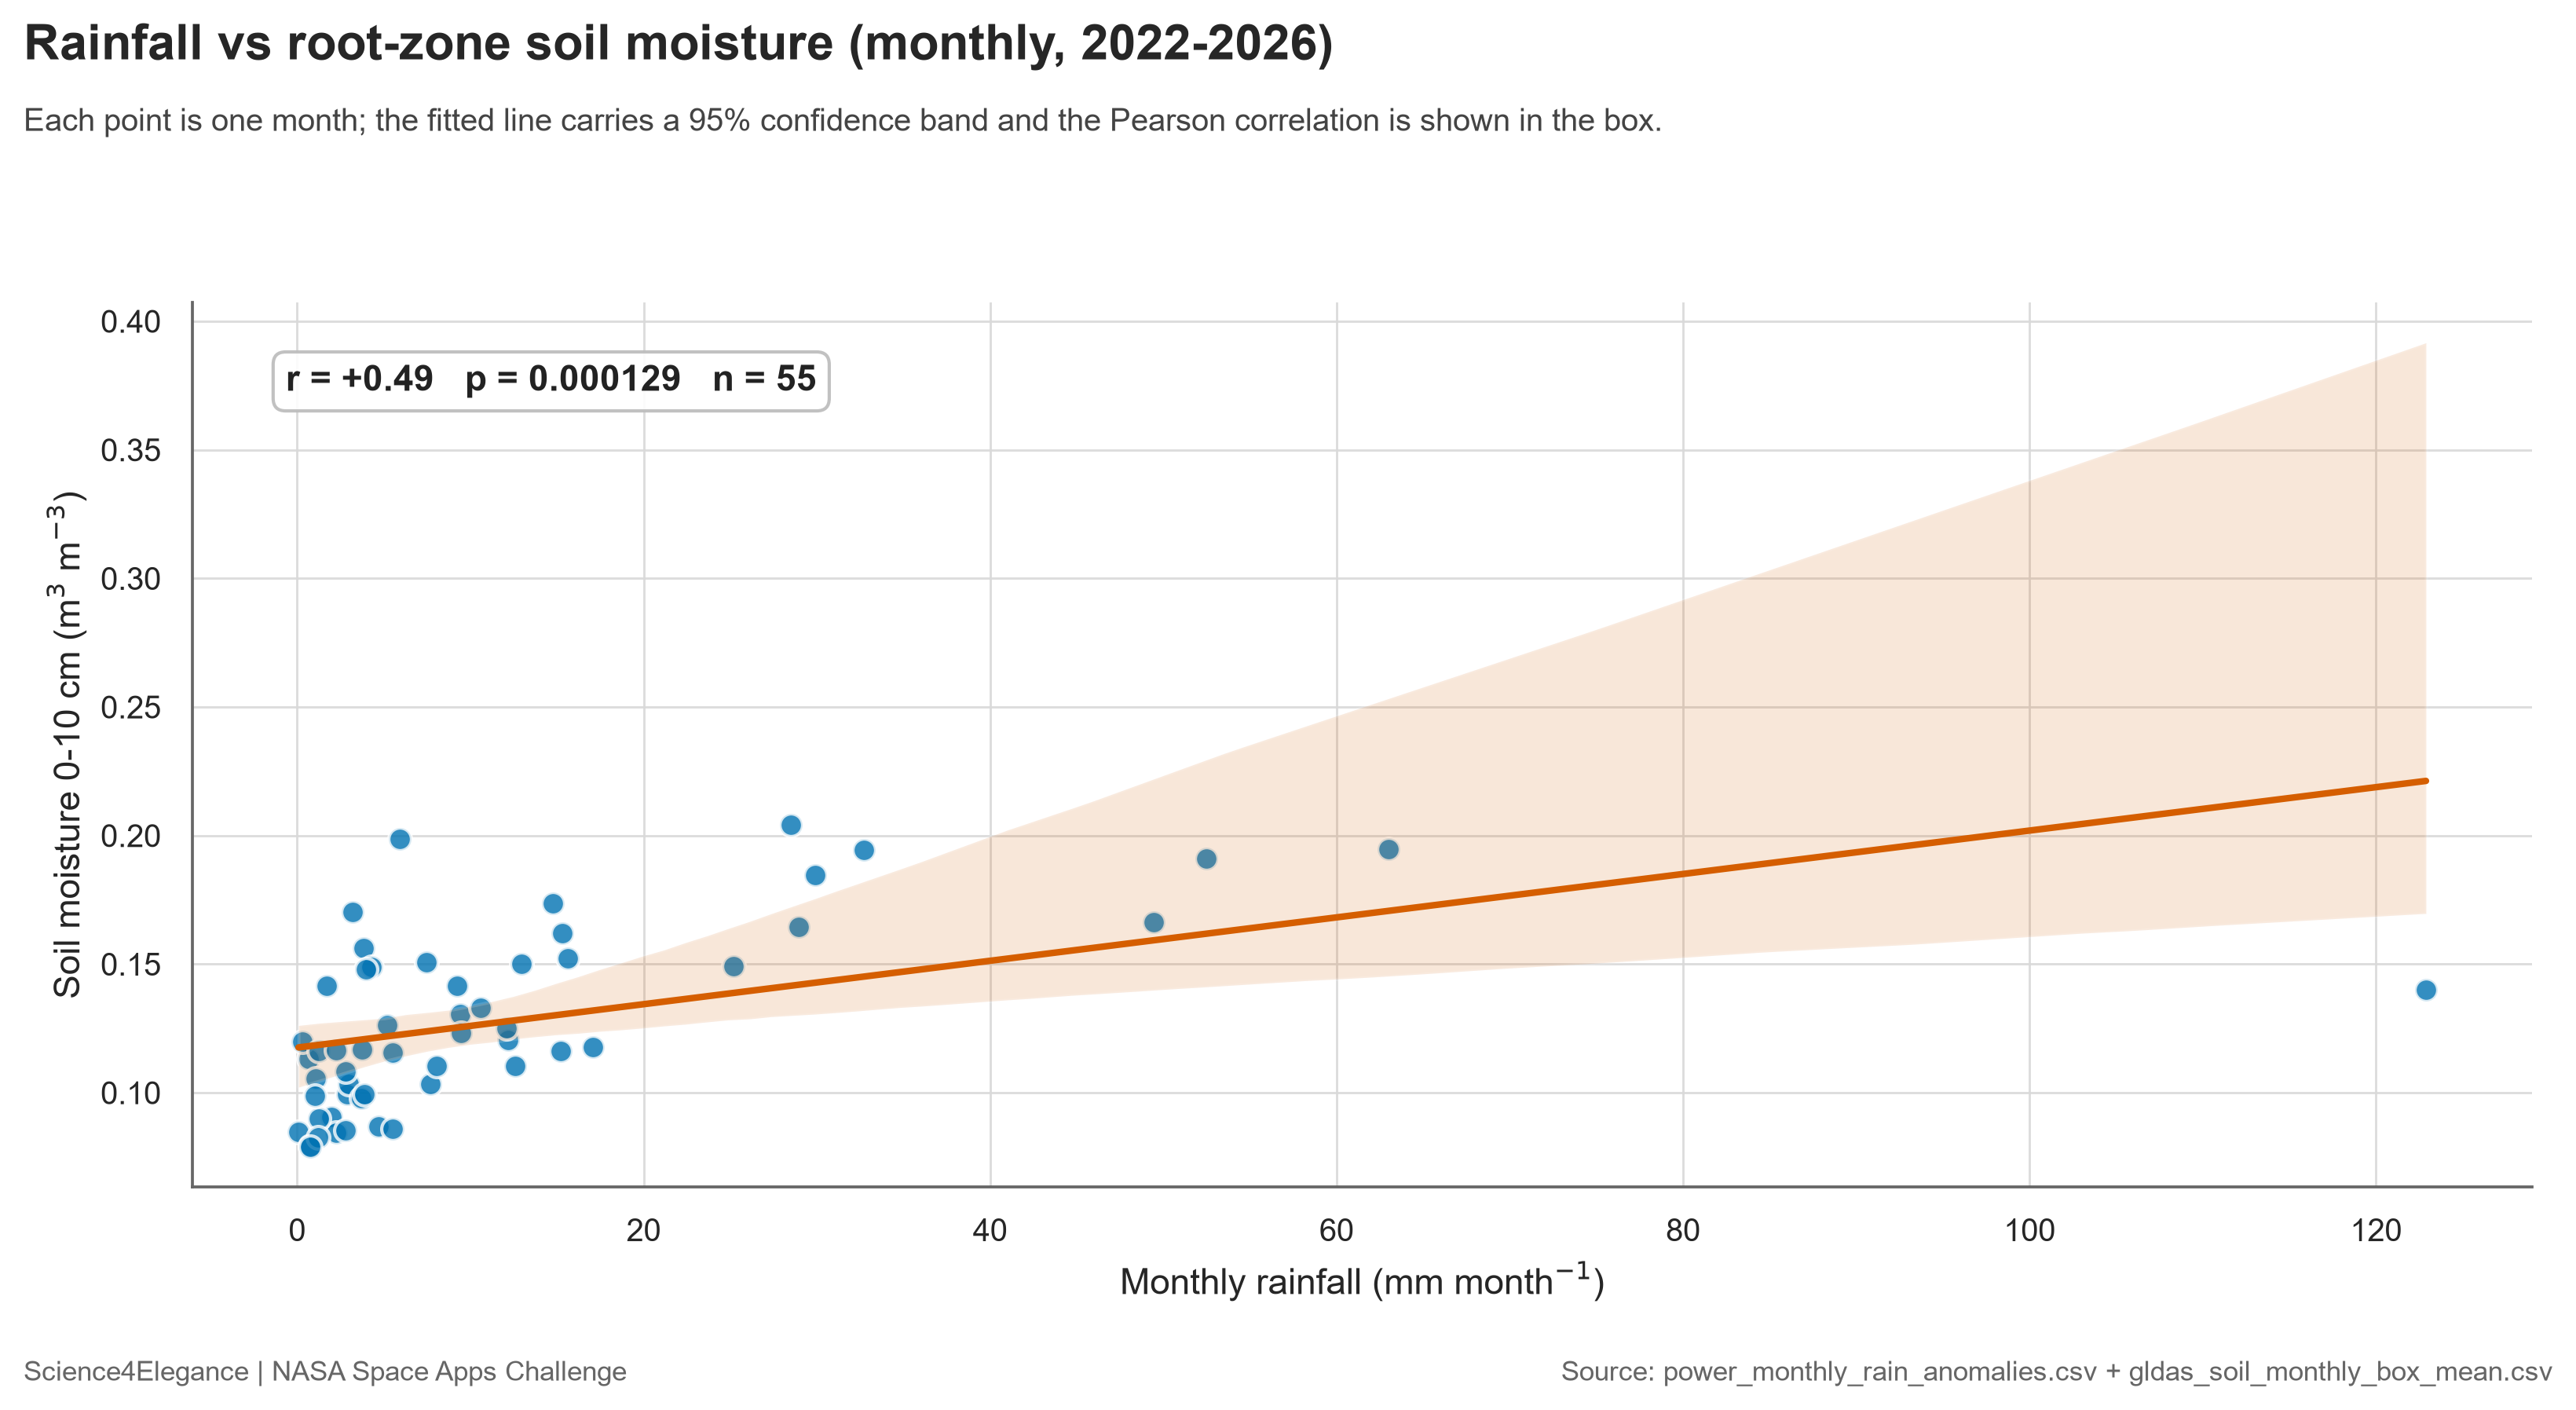 Rainfall vs root-zone soil moisture (monthly, 2022-2026)
Each point is one month; the fitted line carries a 95% confidence band and the Pearson correlation is shown in the box.
r = +0.49   p = 0.000129   n = 55
Soil moisture 0-10 cm (m³ m⁻³)
0.40
0.35
0.30
0.25
0.20
0.15
0.10
0 20 40 60 80 100 120
Monthly rainfall (mm month⁻¹)
Science4Elegance | NASA Space Apps Challenge
Source: power_monthly_rain_anomalies.csv + gldas_soil_monthly_box_mean.csv